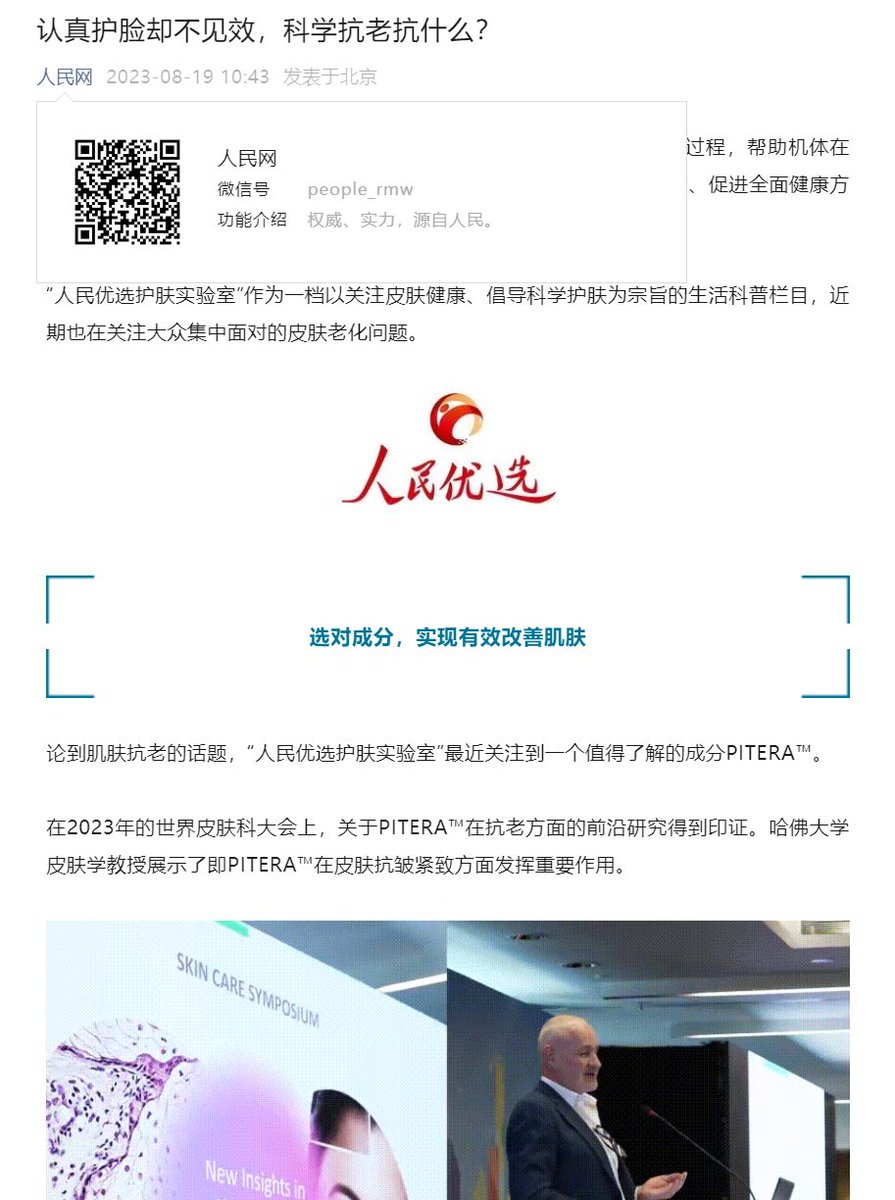 认真护脸却不见效，科学抗老抗什么？
人民网 2023-08-19 10:43 发表于北京
人民网
微信号 people_rmw
功能介绍 权威、实力，源自人民。
过程，帮助机体在
、促进全面健康方
“人民优选护肤实验室”作为一档以关注皮肤健康、倡导科学护肤为宗旨的生活科普栏目，近
期也在关注大众集中面对的皮肤老化问题。
人民优选
选对成分，实现有效改善肌肤
论到肌肤抗老的话题，“人民优选护肤实验室”最近关注到一个值得了解的成分PITERA™。
在2023年的世界皮肤科大会上，关于PITERA™在抗老方面的前沿研究得到印证。哈佛大学
皮肤学教授展示了即PITERA™在皮肤抗皱紧致方面发挥重要作用。
SKIN CARE SYMPOSIUM
New Insights in